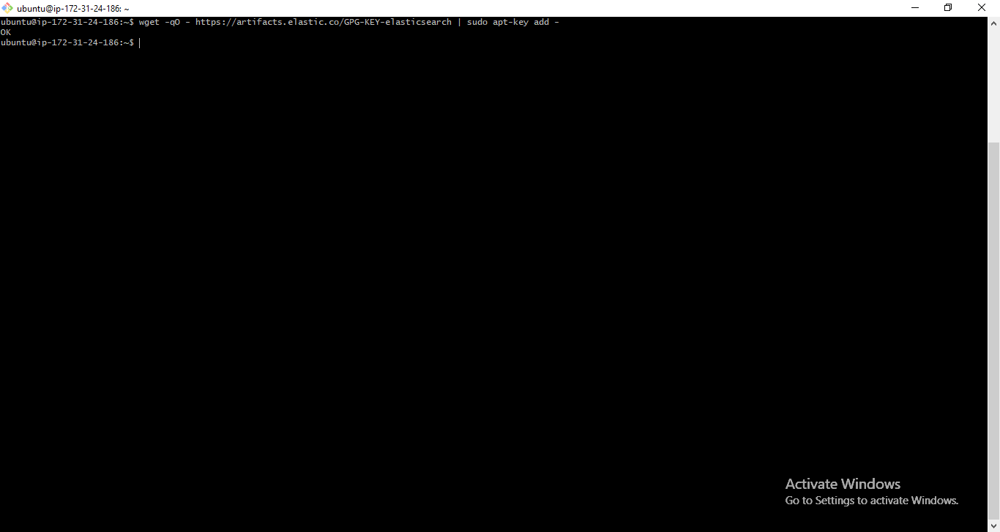 ubuntu@ip-172-31-24-186: ~
ubuntu@ip-172-31-24-186:~$ wget -qO - https://artifacts.elastic.co/GPG-KEY-elasticsearch | sudo apt-key add -
OK
ubuntu@ip-172-31-24-186:~$
Activate Windows
Go to Settings to activate Windows.